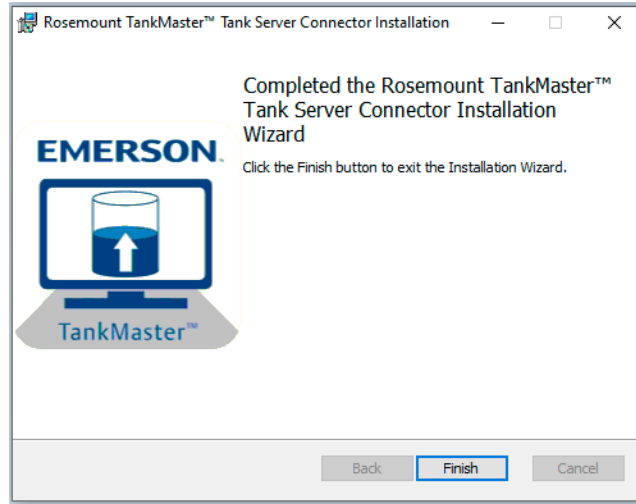 Rosemount TankMaster™ Tank Server Connector Installation
Completed the Rosemount TankMaster™
Tank Server Connector Installation
Wizard
Click the Finish button to exit the Installation Wizard.
EMERSON™
TankMaster™
Back Finish Cancel